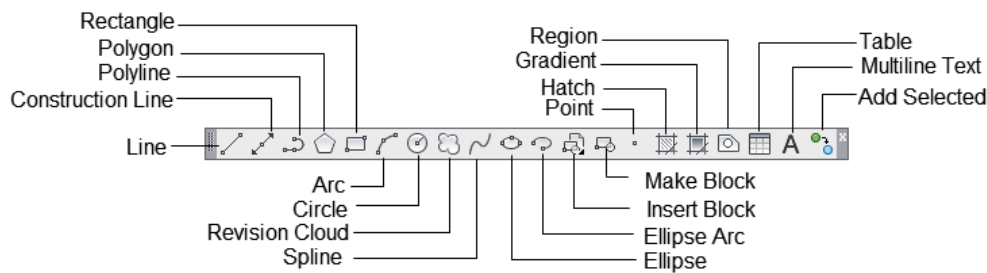 Rectangle
Polygon
Polyline
Construction Line
Line
Arc
Circle
Revision Cloud
Spline
Region
Gradient
Hatch
Point
Table
Multiline Text
Add Selected
A
x
Make Block
Insert Block
Ellipse Arc
Ellipse